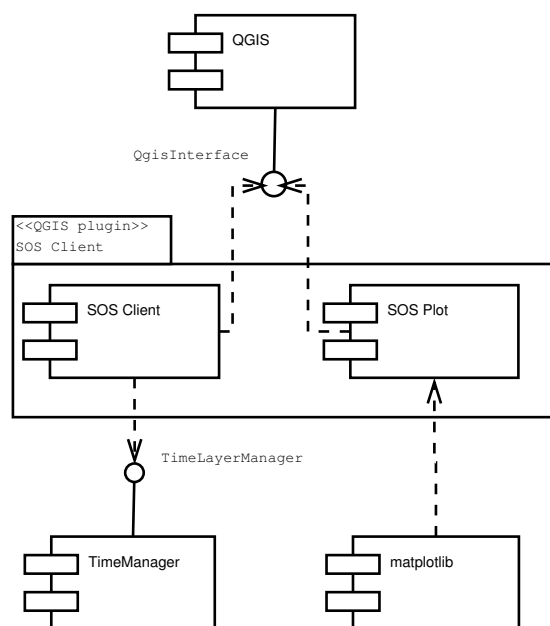 QGIS
QgisInterface
<<QGIS plugin>>
SOS Client
SOS Client
SOS Plot
TimeLayerManager
TimeManager
matplotlib